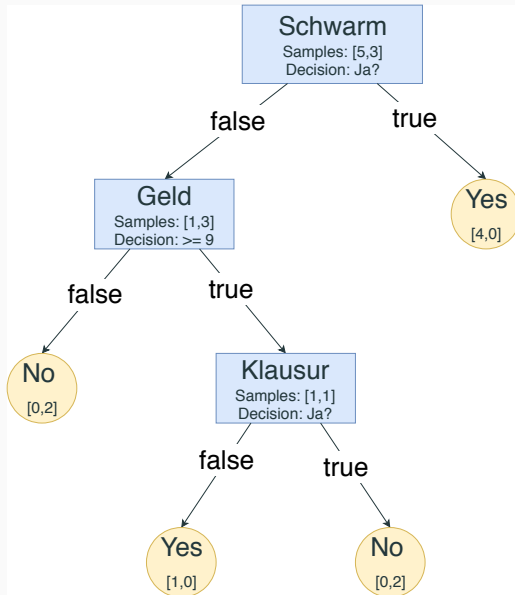 Schwarm
Samples: [5,3]
Decision: Ja?
false
true
Geld
Samples: [1,3]
Decision: >= 9
Yes
[4,0]
false
true
No
[0,2]
Klausur
Samples: [1,1]
Decision: Ja?
false
true
Yes
[1,0]
No
[0,2]